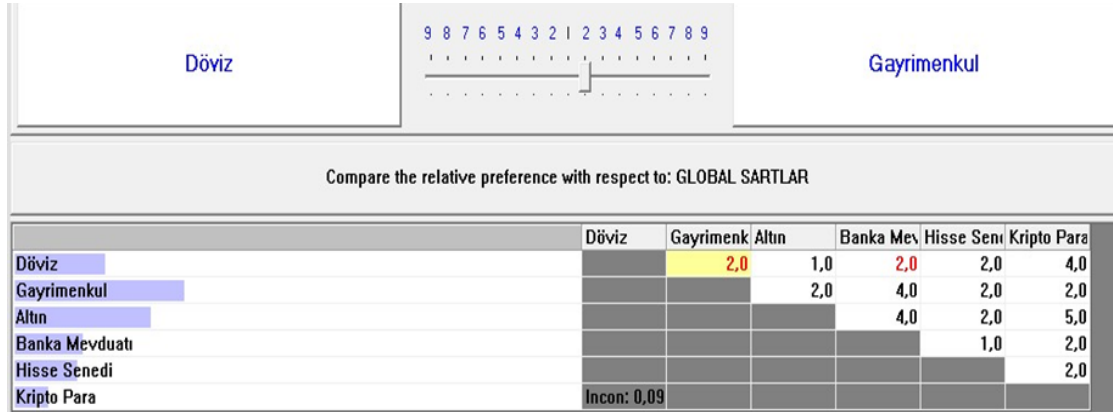 9 8 7 6 5 4 3 2 | 2 3 4 5 6 7 8 9
Döviz Gayrimenkul
Compare the relative preference with respect to: GLOBAL SARTLAR
Döviz Gayrimenk Altın Banka Mev Hisse Sene Kripto Para
Döviz 2,0 1,0 2,0 2,0 4,0
Gayrimenkul 2,0 4,0 2,0 2,0
Altın 4,0 2,0 5,0
Banka Mevduatı 1,0 2,0
Hisse Senedi 2,0
Kripto Para Incon: 0,09